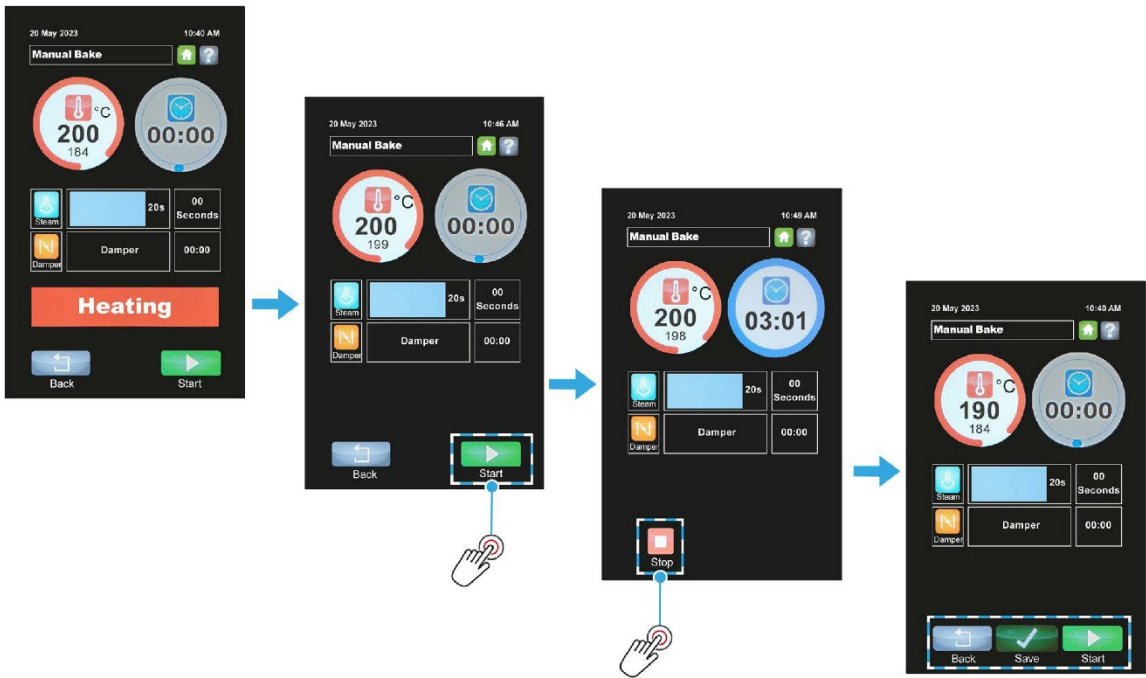 20 May 2023 10:40 AM
Manual Bake ?
°C
200 00:00
184
20s 00 Seconds
Steam
Damper 00:00
Damper
Heating
Back Start
20 May 2023 10:46 AM
Manual Bake ?
°C
200 00:00
199
20s 00 Seconds
Steam
Damper 00:00
Damper
Back Start
20 May 2023 10:49 AM
Manual Bake ?
°C
200 03:01
198
20s 00 Seconds
Steam
Damper 00:00
Damper
Stop
20 May 2023 10:40 AM
Manual Bake ?
°C
190 00:00
184
20s 00 Seconds
Steam
Damper 00:00
Damper
Back Save Start